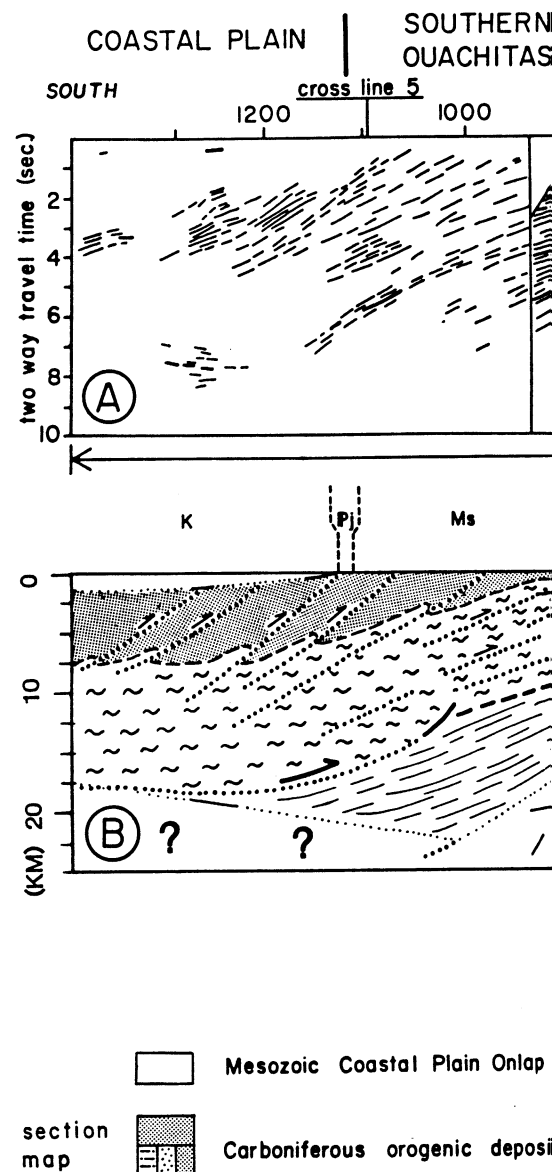 COASTAL PLAIN
SOUTHERN
OUACHITAS
SOUTH
cross line 5
1200
1000
two way travel time (sec.)
2
4
6
8
10
A
K
Pj
Ms
0
10
20
(KM)
B
?
?
Mesozoic Coastal Plain Onlap
section
map
Carboniferous orogenic deposi